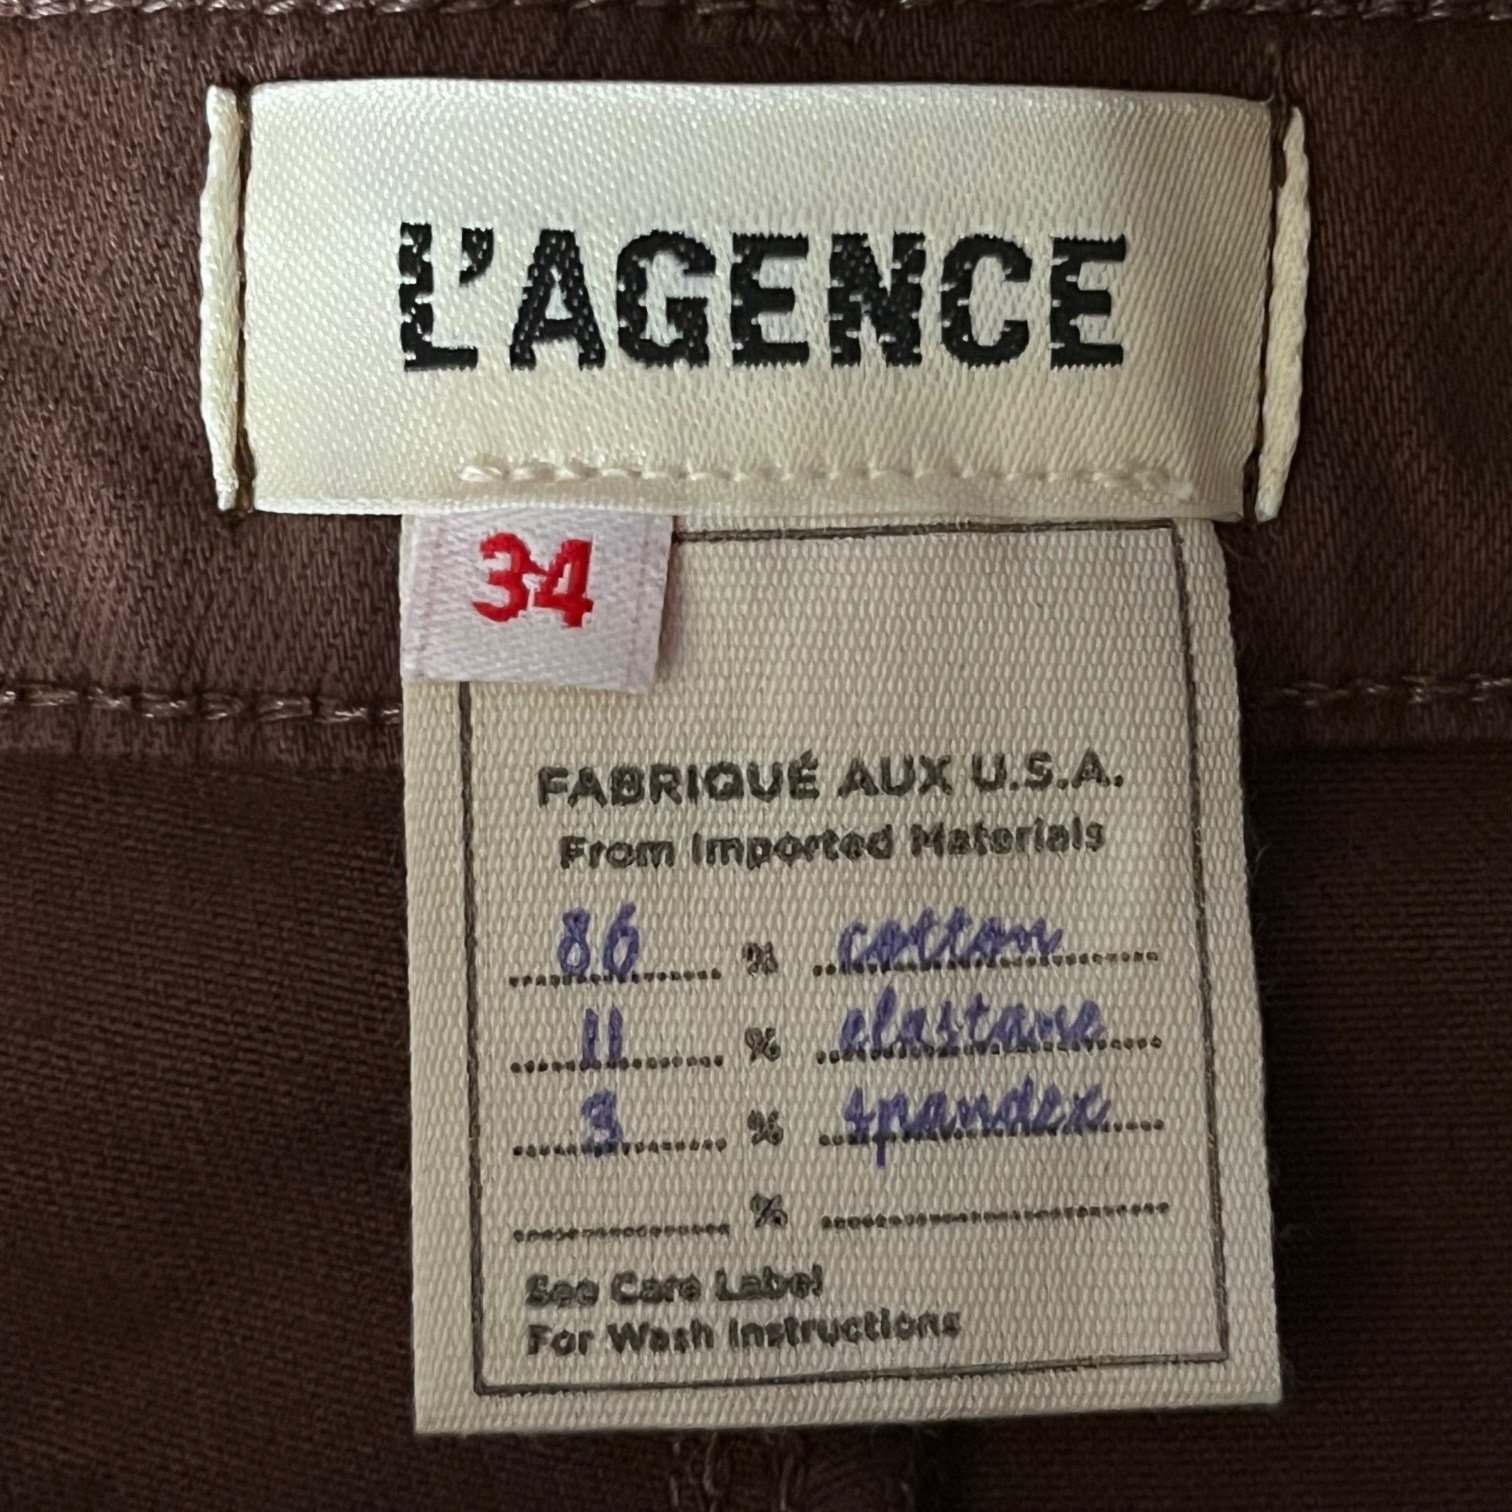 L'AGENCE
34
FABRIQUÉ AUX U.S.A.
From Imported Materials
86 % cotton
11 % elastane
3 % spandex
%
See Care Label
For Wash Instructions